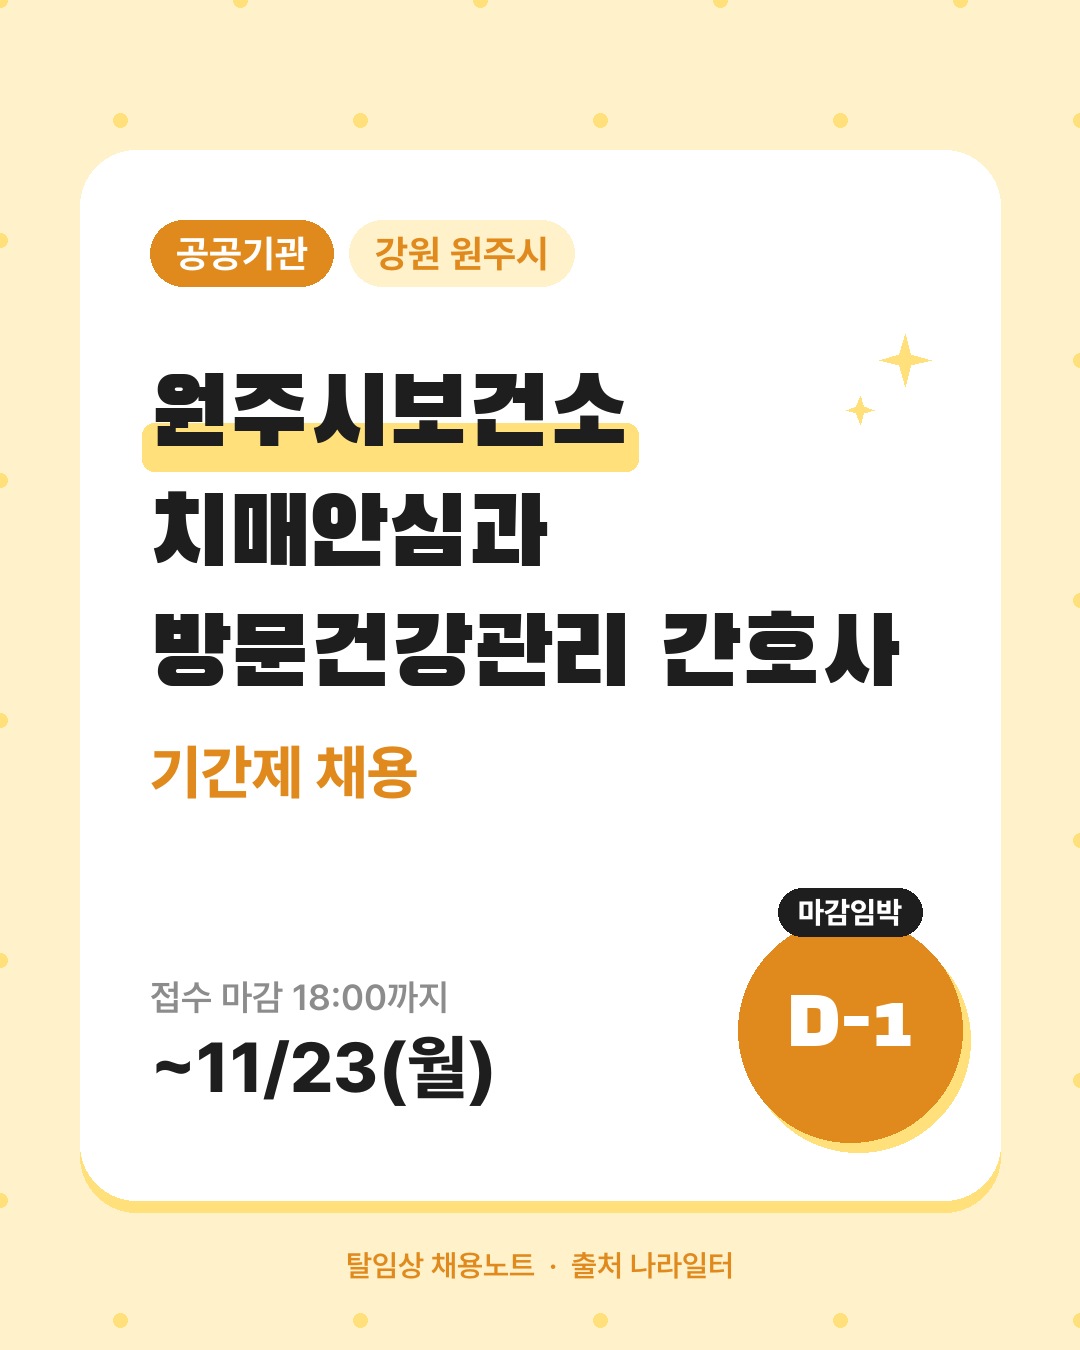 공공기관 강원 원주시
원주시보건소
치매안심과
방문건강관리 간호사
기간제 채용
마감임박
D-1
접수 마감 18:00까지
~11/23(월)
탈임상 채용노트 · 출처 나라일터